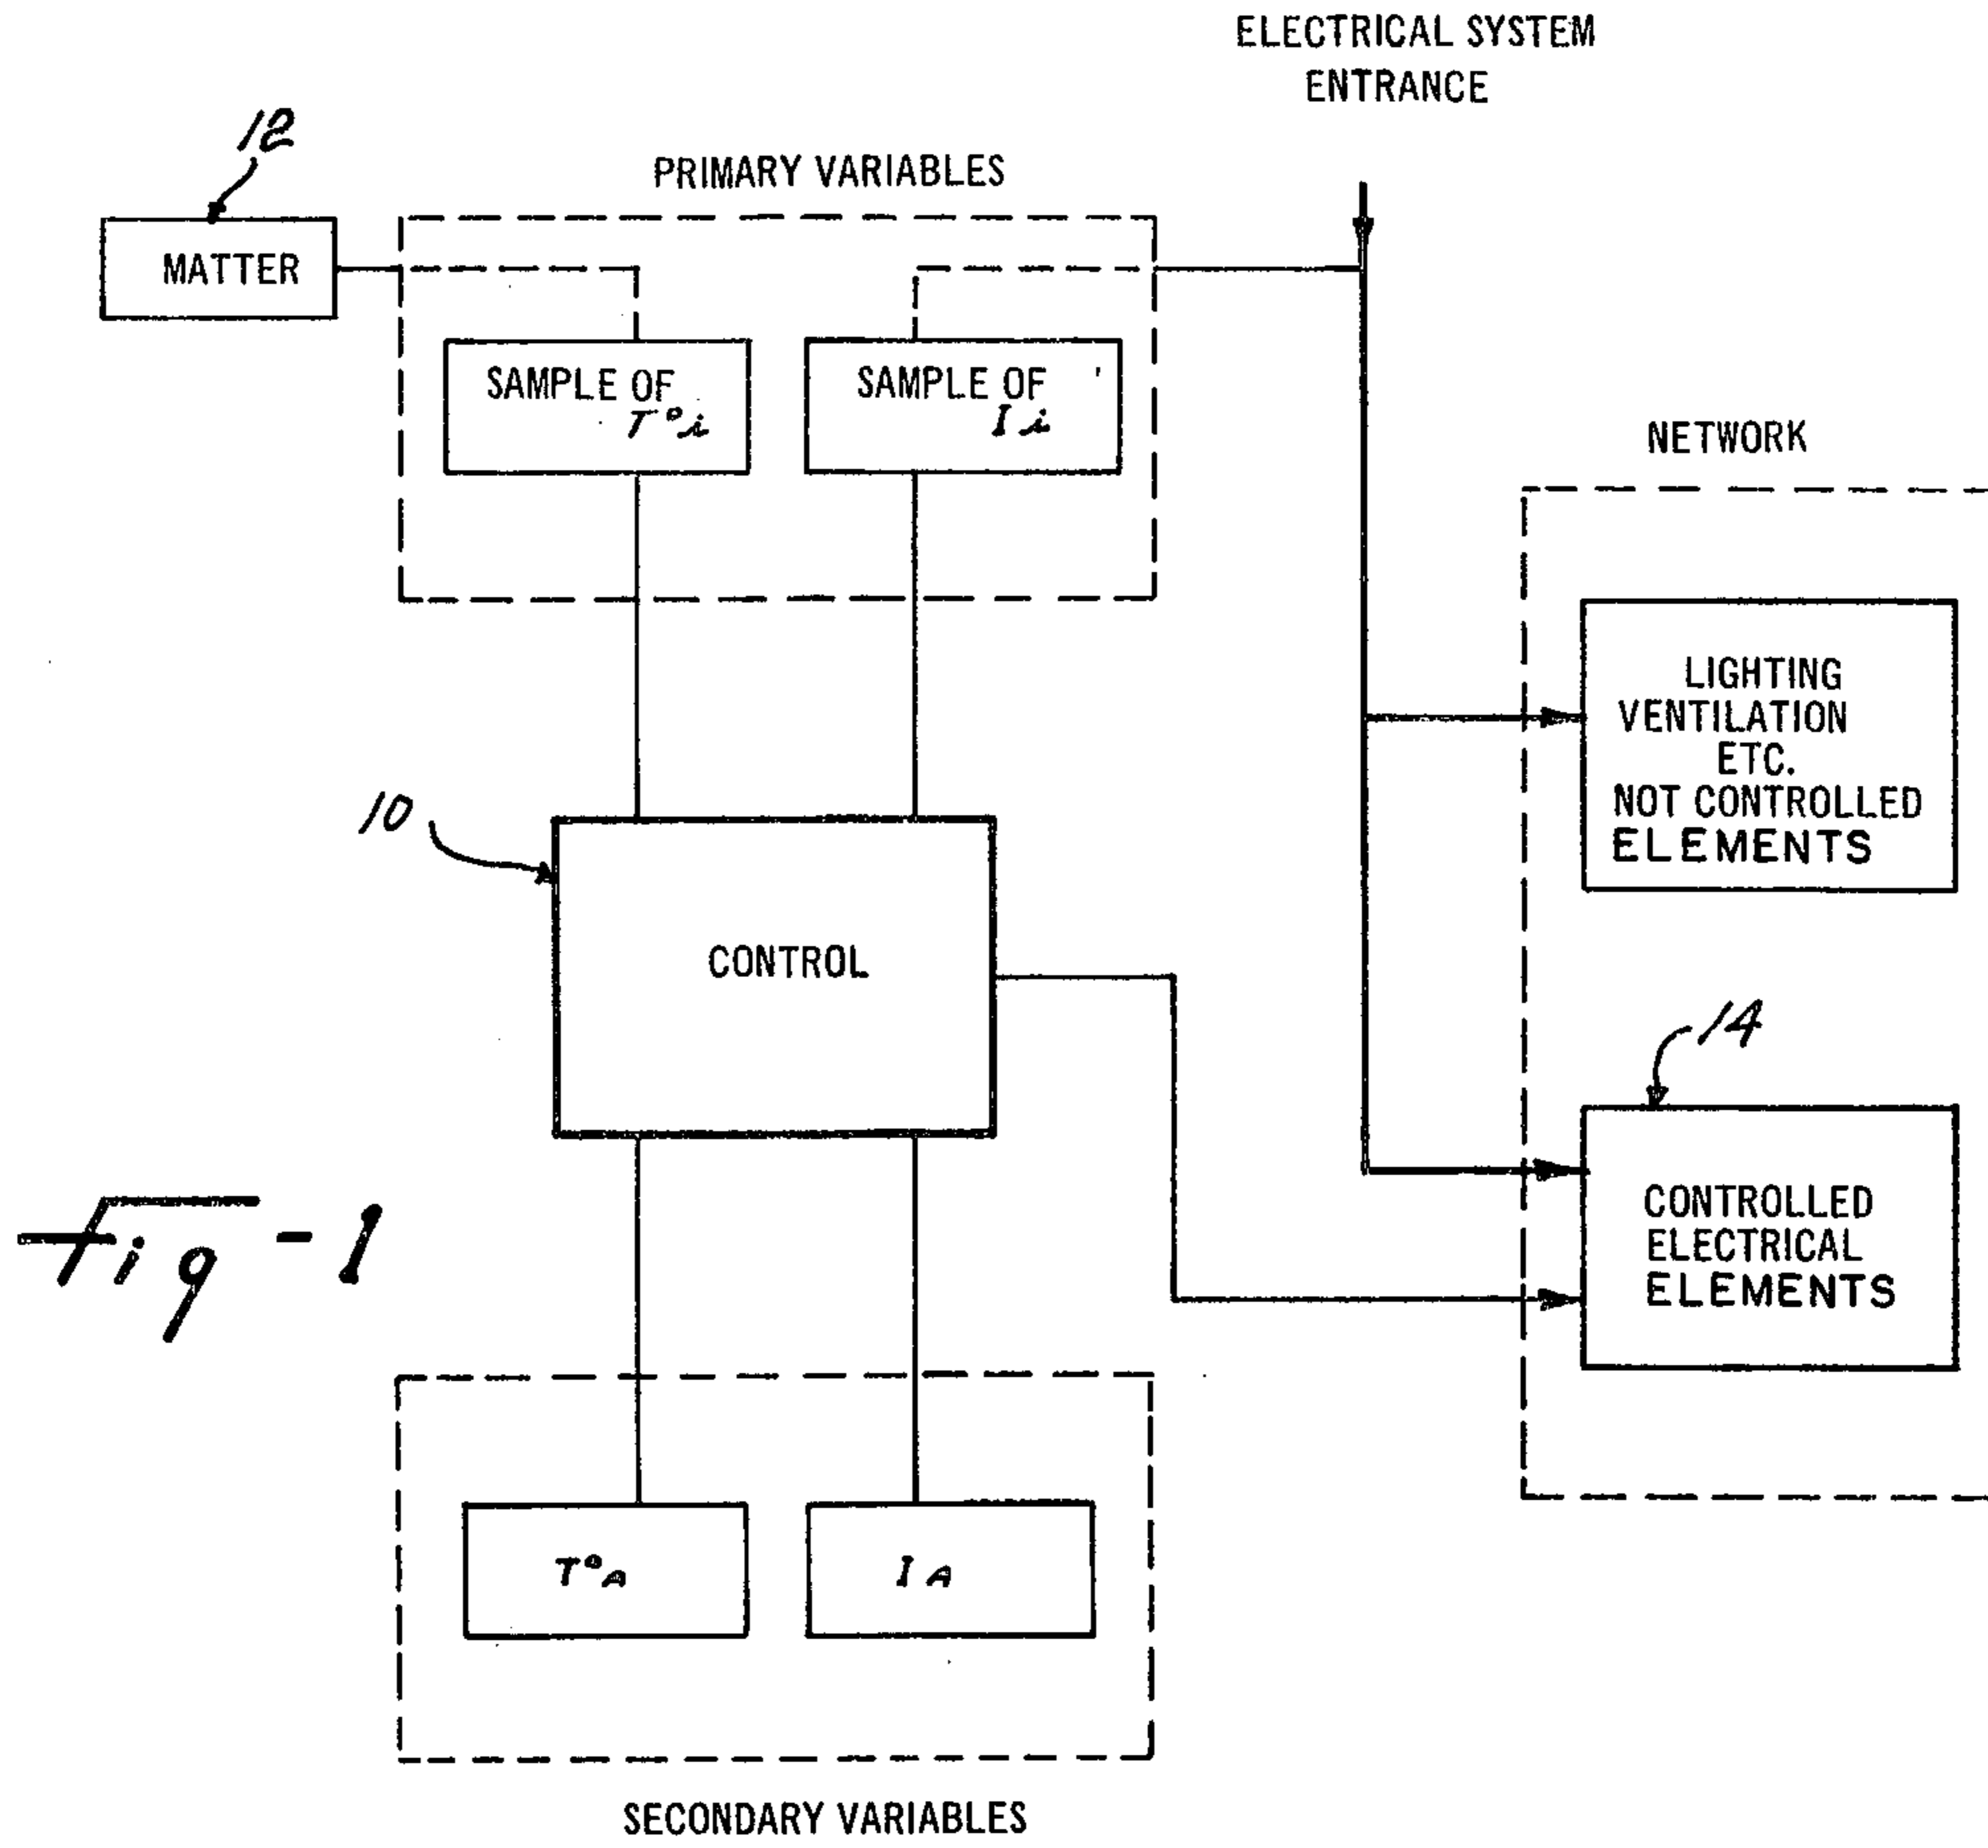 ELECTRICAL SYSTEM
ENTRANCE
12
PRIMARY VARIABLES
MATTER
SAMPLE OF
T°i
SAMPLE OF
Ii
NETWORK
LIGHTING
VENTILATION
ETC.
NOT CONTROLLED
ELEMENTS
10
CONTROL
14
CONTROLLED
ELECTRICAL
ELEMENTS
Fig-1
T°A
IA
SECONDARY VARIABLES